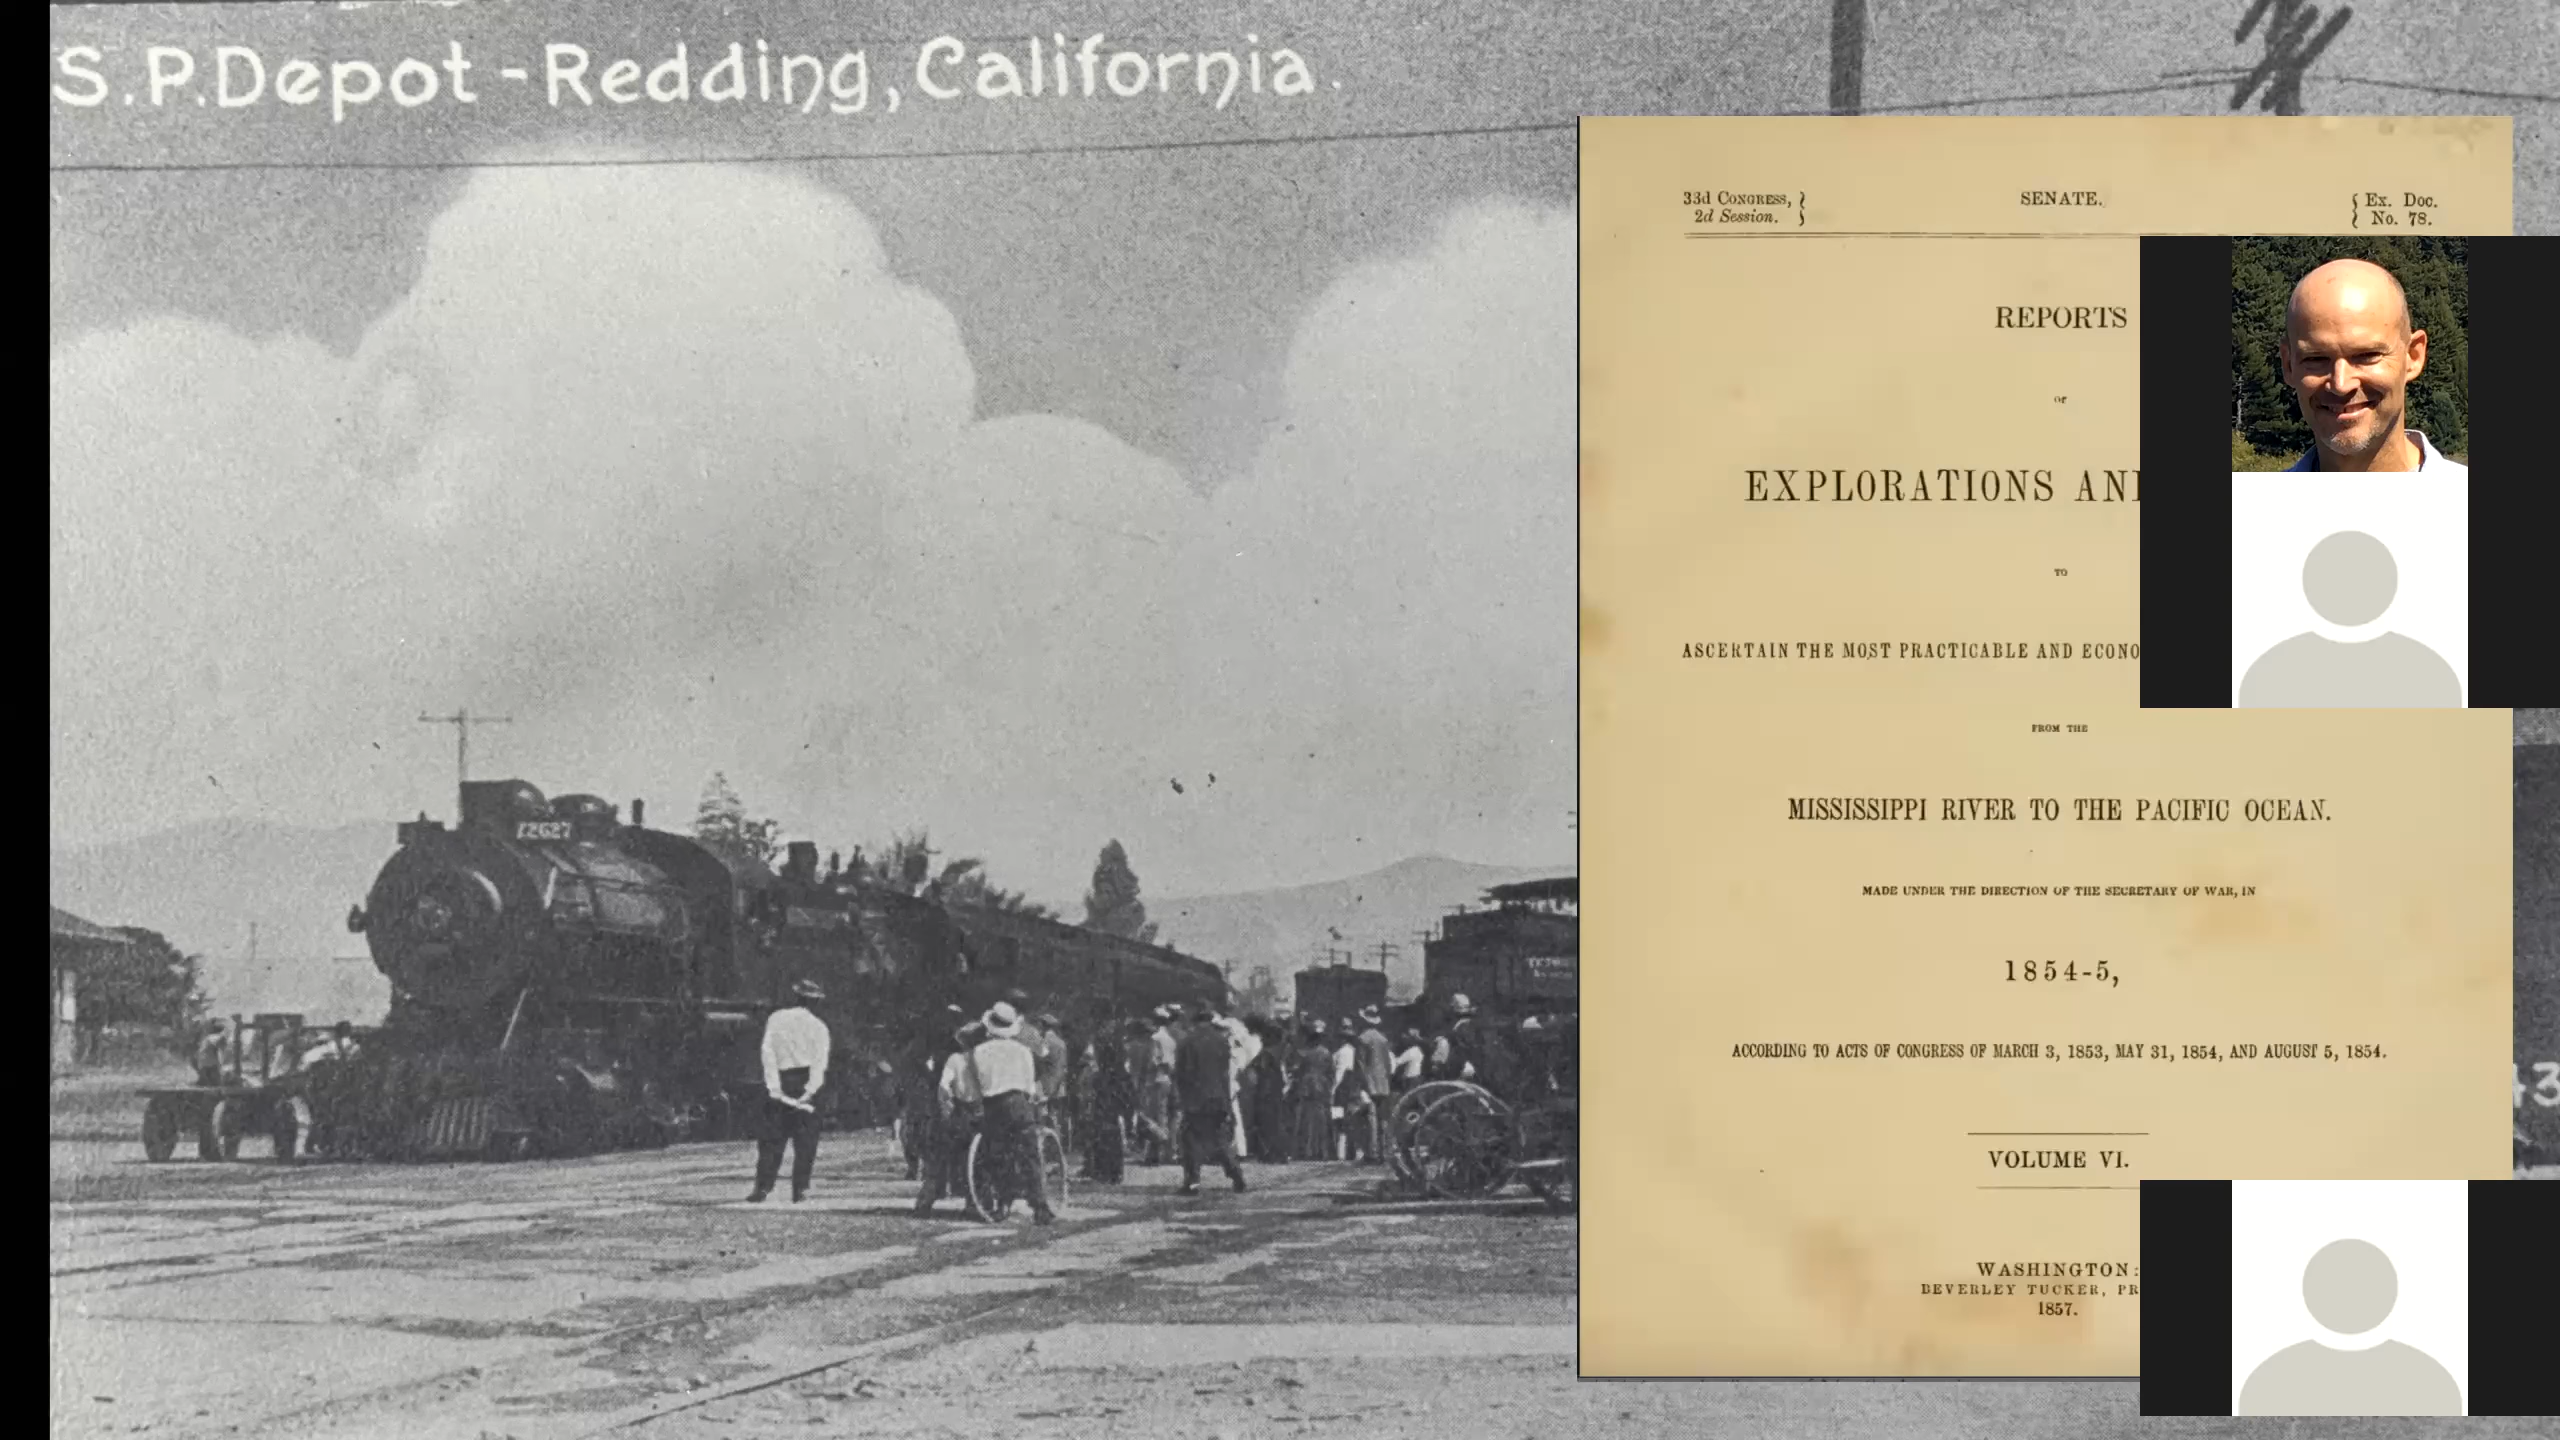 S.P. Depot - Redding, California.
33d Congress, 2d Session.
SENATE.
Ex. Doc. No. 78.
REPORTS
OF
EXPLORATIONS AND
TO
ASCERTAIN THE MOST PRACTICABLE AND ECONO
FROM THE
MISSISSIPPI RIVER TO THE PACIFIC OCEAN.
MADE UNDER THE DIRECTION OF THE SECRETARY OF WAR, IN
1854-5,
ACCORDING TO ACTS OF CONGRESS OF MARCH 3, 1853, MAY 31, 1854, AND AUGUST 5, 1854.
VOLUME VI.
WASHINGTON:
BEVERLEY TUCKER, PR
1857.
X2627
43